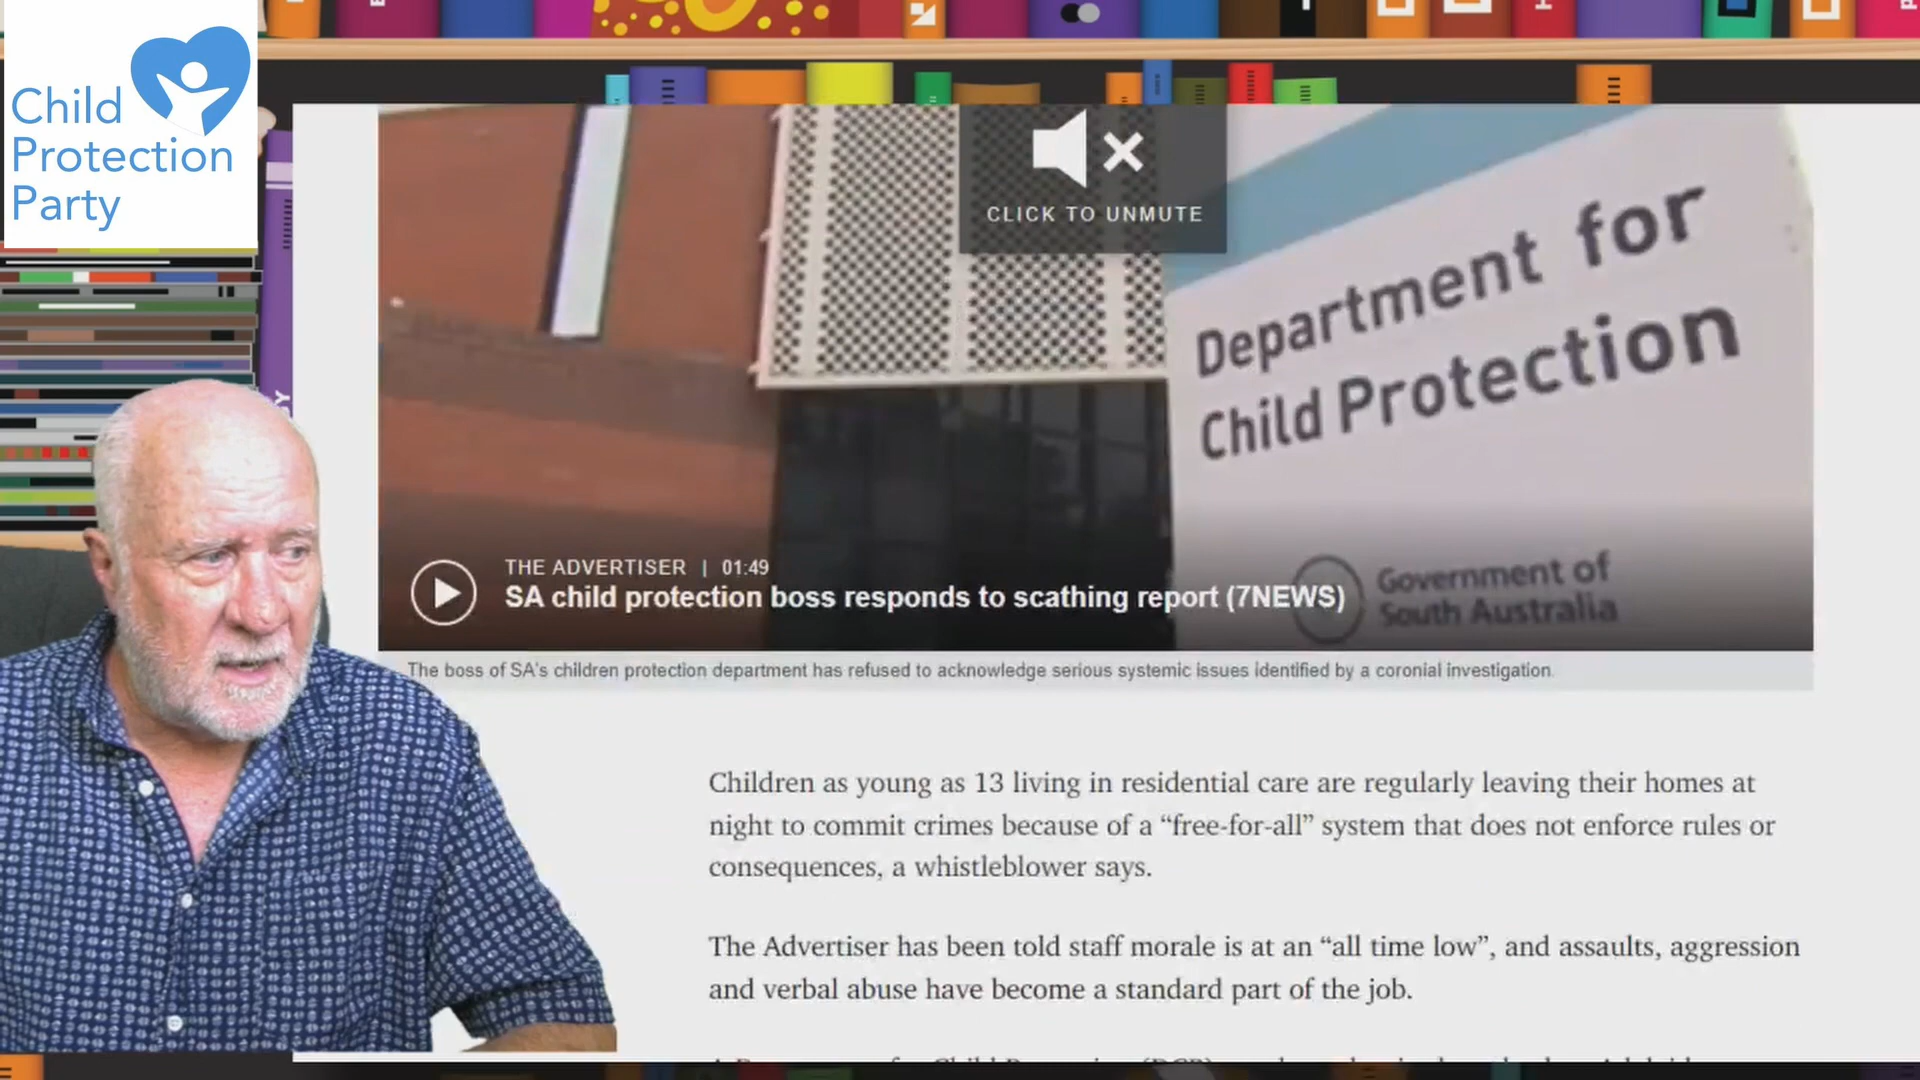 Child
Protection
Party
CLICK TO UNMUTE
Department for
Child Protection
Government of
South Australia
THE ADVERTISER | 01:49
SA child protection boss responds to scathing report (7NEWS)
The boss of SA's children protection department has refused to acknowledge serious systemic issues identified by a coronial investigation.
Children as young as 13 living in residential care are regularly leaving their homes at
night to commit crimes because of a “free-for-all” system that does not enforce rules or
consequences, a whistleblower says.
The Advertiser has been told staff morale is at an “all time low”, and assaults, aggression
and verbal abuse have become a standard part of the job.